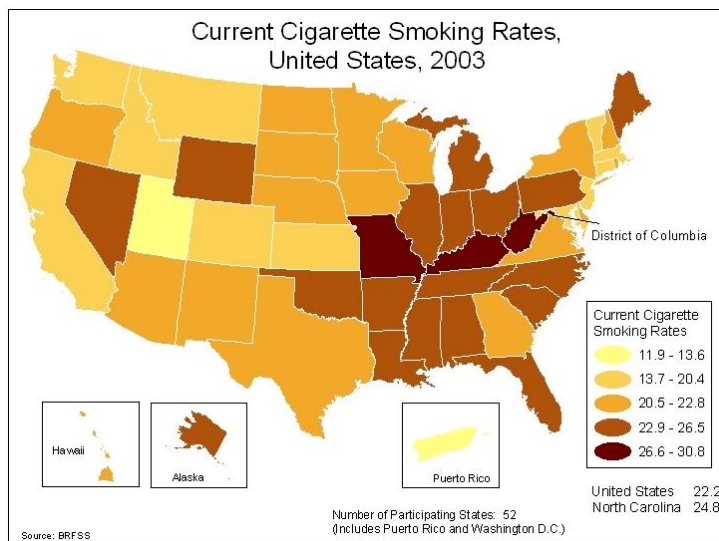 Current Cigarette Smoking Rates,
United States, 2003
District of Columbia
Current Cigarette
Smoking Rates
11.9 - 13.6
13.7 - 20.4
20.5 - 22.8
22.9 - 26.5
26.6 - 30.8
Hawaii
Alaska
Puerto Rico
United States 22.2
North Carolina 24.8
Number of Participating States: 52
(Includes Puerto Rico and Washington D.C.)
Source: BRFSS